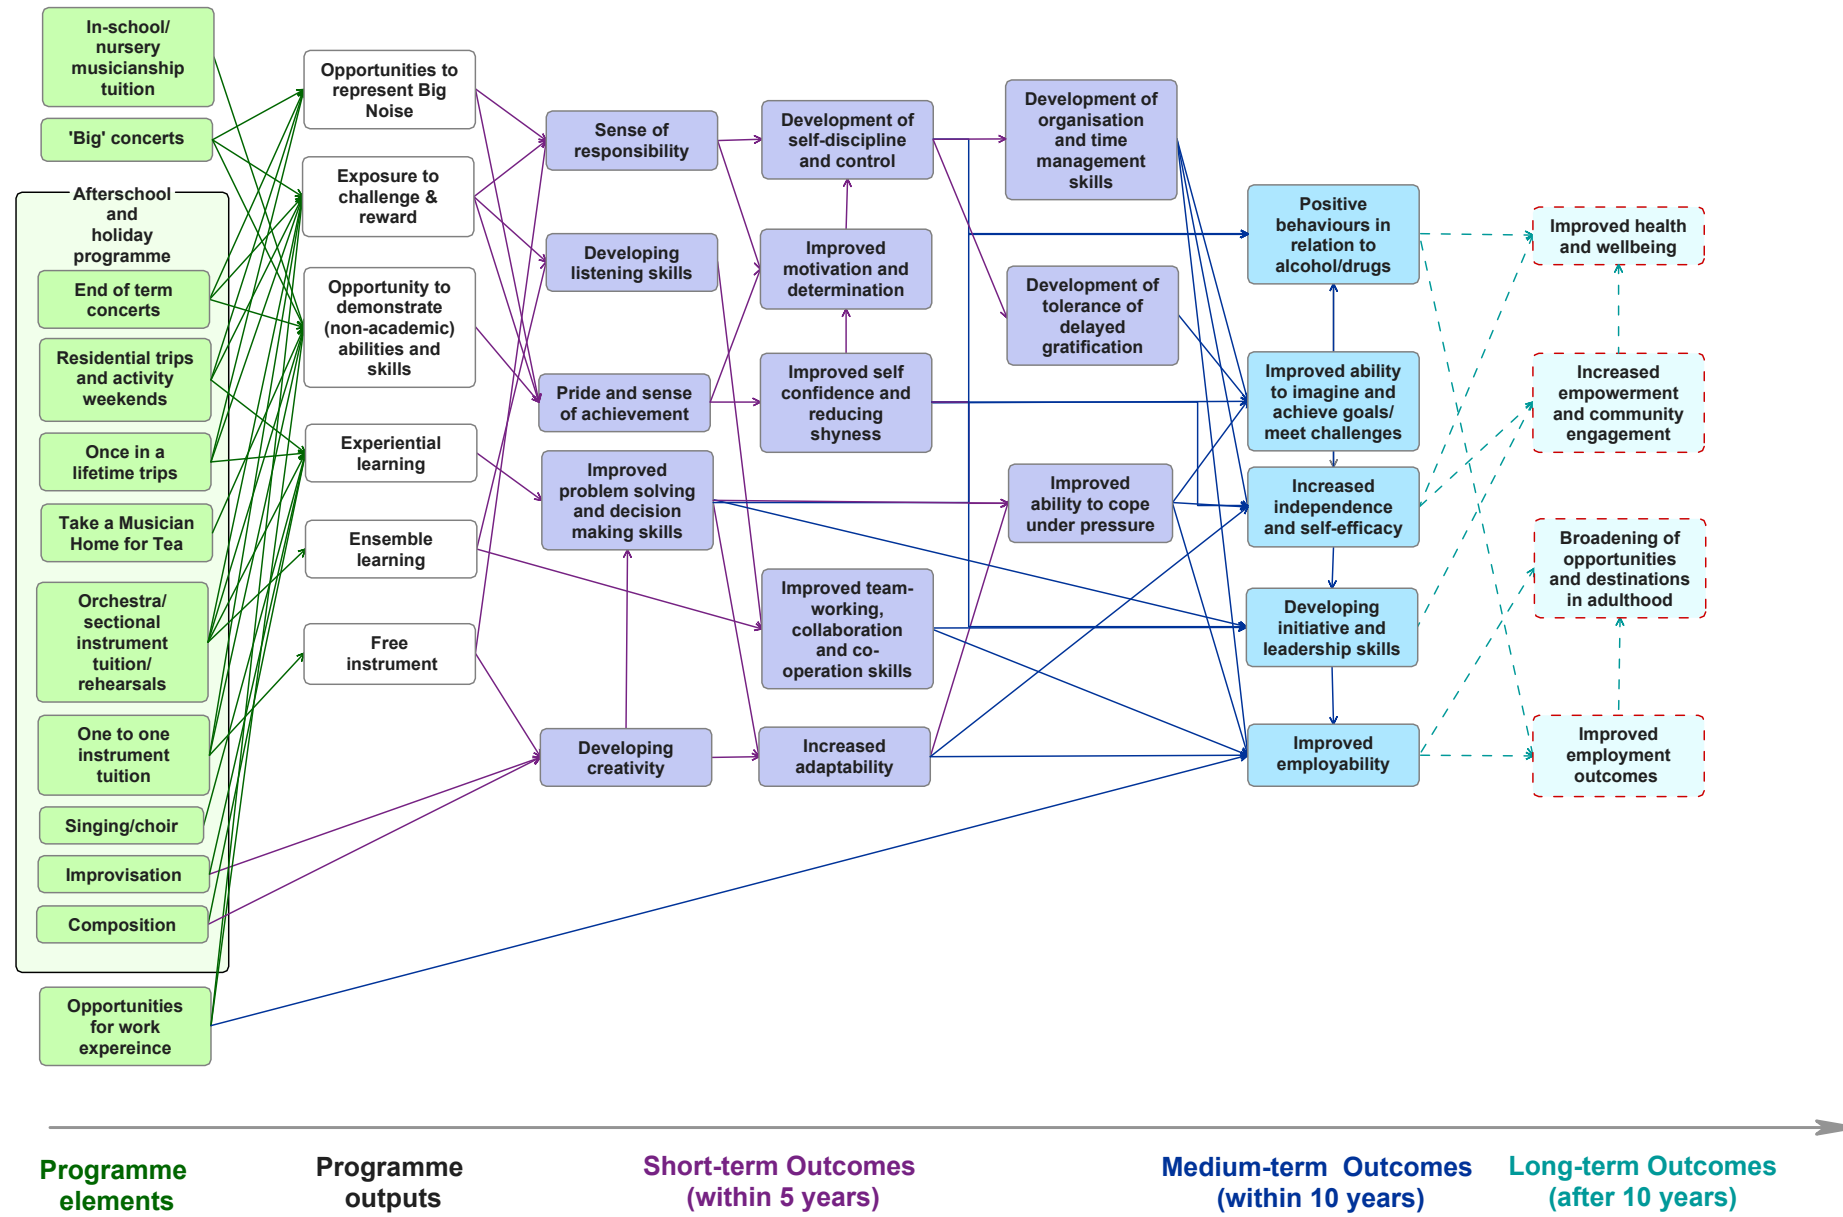 In-school/
nursery
musicianship
tuition
'Big' concerts
Afterschool
and
holiday
programme
End of term
concerts
Residential trips
and activity
weekends
Once in a
lifetime trips
Take a Musician
Home for Tea
Orchestra/
sectional
instrument
tuition/
rehearsals
One to one
instrument
tuition
Singing/choir
Improvisation
Composition
Opportunities
for work
expereince
Opportunities to
represent Big
Noise
Exposure to
challenge &
reward
Opportunity to
demonstrate
(non-academic)
abilities and
skills
Experiential
learning
Ensemble
learning
Free
instrument
Sense of
responsibility
Developing
listening skills
Pride and sense
of achievement
Improved
problem solving
and decision
making skills
Developing
creativity
Development of
self-discipline
and control
Improved
motivation and
determination
Improved self
confidence and
reducing
shyness
Improved team-
working,
collaboration
and co-
operation skills
Increased
adaptability
Development of
organisation
and time
management
skills
Development of
tolerance of
delayed
gratification
Improved
ability to cope
under pressure
Positive
behaviours in
relation to
alcohol/drugs
Improved ability
to imagine and
achieve goals/
meet challenges
Increased
independence
and self-efficacy
Developing
initiative and
leadership skills
Improved
employability
Improved health
and wellbeing
Increased
empowerment
and community
engagement
Broadening of
opportunities
and destinations
in adulthood
Improved
employment
outcomes
Programme
elements
Programme
outputs
Short-term Outcomes
(within 5 years)
Medium-term  Outcomes
(within 10 years)
Long-term Outcomes
(after 10 years)